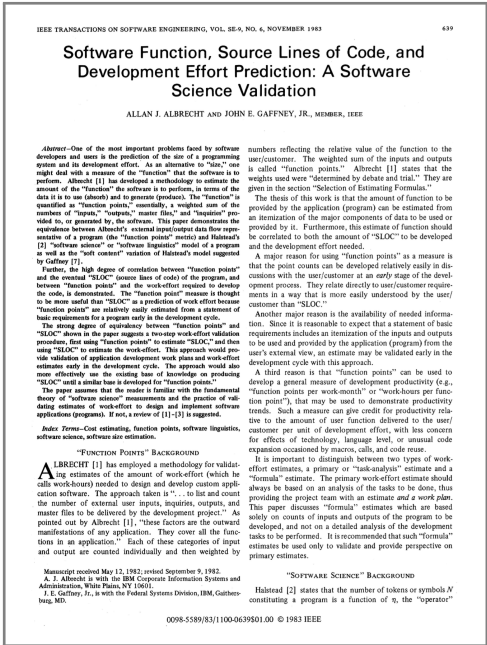 IEEE TRANSACTIONS ON SOFTWARE ENGINEERING, VOL. SE-9, NO. 6, NOVEMBER 1983
639
Software Function, Source Lines of Code, and
Development Effort Prediction: A Software
Science Validation
ALLAN J. ALBRECHT AND JOHN E. GAFFNEY, JR., MEMBER, IEEE
Abstract—One of the most important problems faced by software
developers and users is the prediction of the size of a programming
system and its development effort. As an alternative to "size," one
might deal with a measure of the "function" that the software is to
perform. Albrecht [1] has developed a methodology to estimate the
amount of the "function" the software is to perform, in terms of the
data it is to use (absorb) and to generate (produce). The "function" is
quantified as "function points," essentially, a weighted sum of the
numbers of "inputs," "outputs," master files," and "inquiries" pro-
vided to, or generated by, the software. This paper demonstrates the
equivalence between Albrecht's external input/output data flow repre-
sentative of a program (the "function points" metric) and Halstead's
[2] "software science" or "software linguistics" model of a program
as well as the "soft content" variation of Halstead's model suggested
by Gaffney [7].
Further, the high degree of correlation between "function points"
and the eventual "SLOC" (source lines of code) of the program, and
between "function points" and the work-effort required to develop
the code, is demonstrated. The "function point" measure is thought
to be more useful than "SLOC" as a prediction of work effort because
"function points" are relatively easily estimated from a statement of
basic requirements for a program early in the development cycle.
The strong degree of equivalency between "function points" and
"SLOC" shown in the paper suggests a two-step work-effort validation
procedure, first using "function points" to estimate "SLOC," and then
using "SLOC" to estimate the work-effort. This approach would pro-
vide validation of application development work plans and work-effort
estimates early in the development cycle. The approach would also
more effectively use the existing base of knowledge on producing
"SLOC" until a similar base is developed for "function points."
The paper assumes that the reader is familiar with the fundamental
theory of "software science" measurements and the practice of vali-
dating estimates of work-effort to design and implement software
applications (programs). If not, a review of [1]-[3] is suggested.
Index Terms—Cost estimating, function points, software linguistics,
software science, software size estimation.
"FUNCTION POINTS" BACKGROUND
ALBRECHT [1] has employed a methodology for validat-
ing estimates of the amount of work-effort (which he
calls work-hours) needed to design and develop custom appli-
cation software. The approach taken is ". . . to list and count
the number of external user inputs, inquiries, outputs, and
master files to be delivered by the development project." As
pointed out by Albrecht [1], "these factors are the outward
manifestations of any application. They cover all the func-
tions in an application." Each of these categories of input
and output are counted individually and then weighted by
Manuscript received May 12, 1982; revised September 9, 1982.
A. J. Albrecht is with the IBM Corporate Information Systems and
Administration, White Plains, NY 10601.
J. E. Gaffney, Jr., is with the Federal Systems Division, IBM, Gaithers-
burg, MD.
numbers reflecting the relative value of the function to the
user/customer. The weighted sum of the inputs and outputs
is called "function points." Albrecht [1] states that the
weights used were "determined by debate and trial." They are
given in the section "Selection of Estimating Formulas."
The thesis of this work is that the amount of function to be
provided by the application (program) can be estimated from
an itemization of the major components of data to be used or
provided by it. Furthermore, this estimate of function should
be correlated to both the amount of "SLOC" to be developed
and the development effort needed.
A major reason for using "function points" as a measure is
that the point counts can be developed relatively easily in dis-
cussions with the user/customer at an early stage of the devel-
opment process. They relate directly to user/customer require-
ments in a way that is more easily understood by the user/
customer than "SLOC."
Another major reason is the availability of needed informa-
tion. Since it is reasonable to expect that a statement of basic
requirements includes an itemization of the inputs and outputs
to be used and provided by the application (program) from the
user's external view, an estimate may be validated early in the
development cycle with this approach.
A third reason is that "function points" can be used to
develop a general measure of development productivity (e.g.,
"function points per work-month" or "work-hours per func-
tion point"), that may be used to demonstrate productivity
trends. Such a measure can give credit for productivity rela-
tive to the amount of user function delivered to the user/
customer per unit of development effort, with less concern
for effects of technology, language level, or unusual code
expansion occasioned by macros, calls, and code reuse.
It is important to distinguish between two types of work-
effort estimates, a primary or "task-analysis" estimate and a
"formula" estimate. The primary work-effort estimate should
always be based on an analysis of the tasks to be done, thus
providing the project team with an estimate and a work plan.
This paper discusses "formula" estimates which are based
solely on counts of inputs and outputs of the program to be
developed, and not on a detailed analysis of the development
tasks to be performed. It is recommended that such "formula"
estimates be used only to validate and provide perspective on
primary estimates.
"SOFTWARE SCIENCE" BACKGROUND
Halstead [2] states that the number of tokens or symbols N
constituting a program is a function of η, the "operator"
0098-5589/83/1100-0639$01.00 © 1983 IEEE